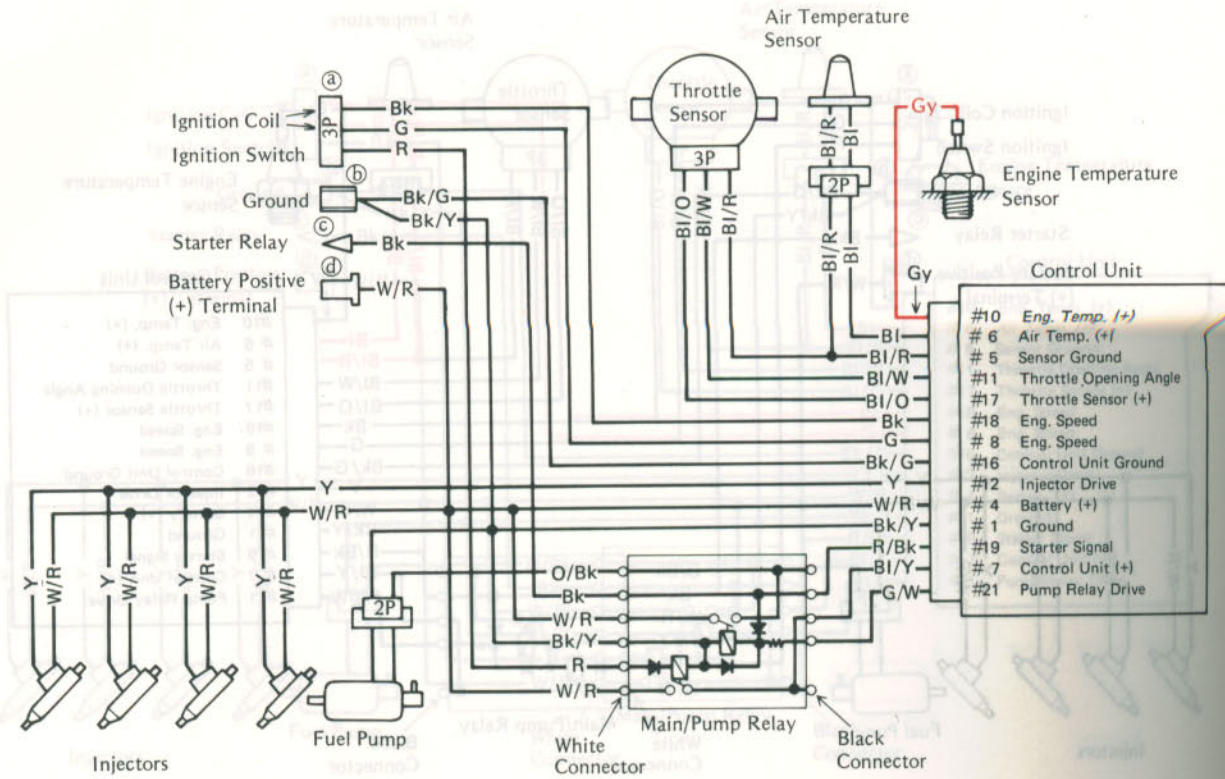 Air Temperature
Sensor
ⓐ
Ignition Coil
3P
Bk
G
Ignition Switch
R
ⓑ
Ground
Bk/G
Bk/Y
ⓒ
Starter Relay
Bk
ⓓ
Battery Positive
(+) Terminal
W/R
Throttle
Sensor
3P
Bl/O
Bl/W
Bl/R
Bl/R
Bl
2P
Bl/R
Bl
Gy
Engine Temperature
Sensor
Gy
Control Unit
#10 Eng. Temp. (+)
Bl # 6 Air Temp. (+(
Bl/R # 5 Sensor Ground
Bl/W #11 Throttle Opening Angle
Bl/O #17 Throttle Sensor (+)
Bk #18 Eng. Speed
G # 8 Eng. Speed
Bk/G #16 Control Unit Ground
Y Y #12 Injector Drive
W/R W/R # 4 Battery (+)
Bk/Y # 1 Ground
R/Bk #19 Starter Signal
Bl/Y # 7 Control Unit (+)
G/W #21 Pump Relay Drive
Y
W/R
Y
W/R
Y
W/R
Y
W/R
2P
O/Bk
Bk
W/R
Bk/Y
R
W/R
Injectors
Fuel Pump
White
Connector
Main/Pump Relay
Black
Connector